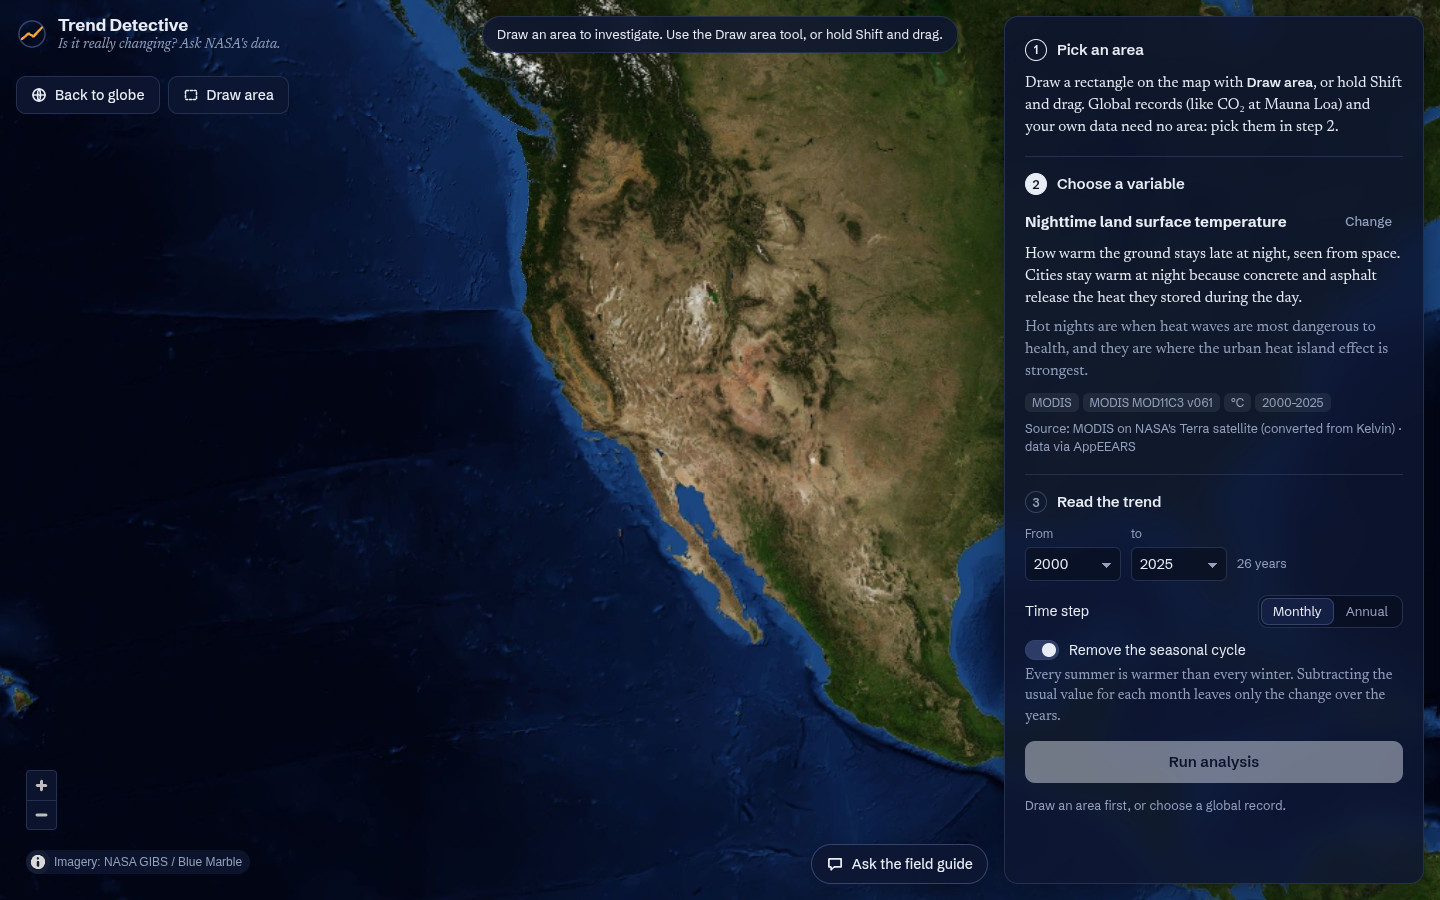 Trend Detective
Is it really changing? Ask NASA's data.
Back to globe
Draw area
Draw an area to investigate. Use the Draw area tool, or hold Shift and drag.
1 Pick an area
Draw a rectangle on the map with Draw area, or hold Shift
and drag. Global records (like CO₂ at Mauna Loa) and
your own data need no area: pick them in step 2.
2 Choose a variable
Nighttime land surface temperature Change
How warm the ground stays late at night, seen from space.
Cities stay warm at night because concrete and asphalt
release the heat they stored during the day.
Hot nights are when heat waves are most dangerous to
health, and they are where the urban heat island effect is
strongest.
MODIS MODIS MOD11C3 v061 °C 2000–2025
Source: MODIS on NASA's Terra satellite (converted from Kelvin) ·
data via AppEEARS
3 Read the trend
From to
2000 2025 26 years
Time step Monthly Annual
Remove the seasonal cycle
Every summer is warmer than every winter. Subtracting the
usual value for each month leaves only the change over the
years.
Run analysis
Draw an area first, or choose a global record.
Imagery: NASA GIBS / Blue Marble
Ask the field guide